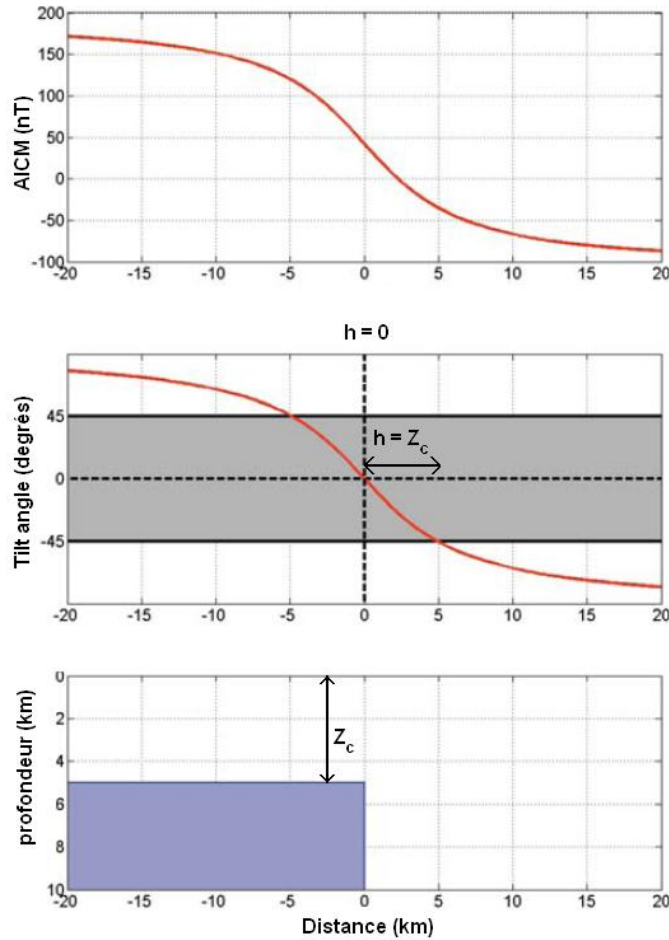 200
150
100
50
0
-50
-100
AICM (nT)
-20 -15 -10 -5 0 5 10 15 20
h = 0
45
0
-45
Tilt angle (degrés)
h = Zc
-20 -15 -10 -5 0 5 10 15 20
0
2
4
6
8
10
profondeur (km)
Zc
-20 -15 -10 -5 0 5 10 15 20
Distance (km)